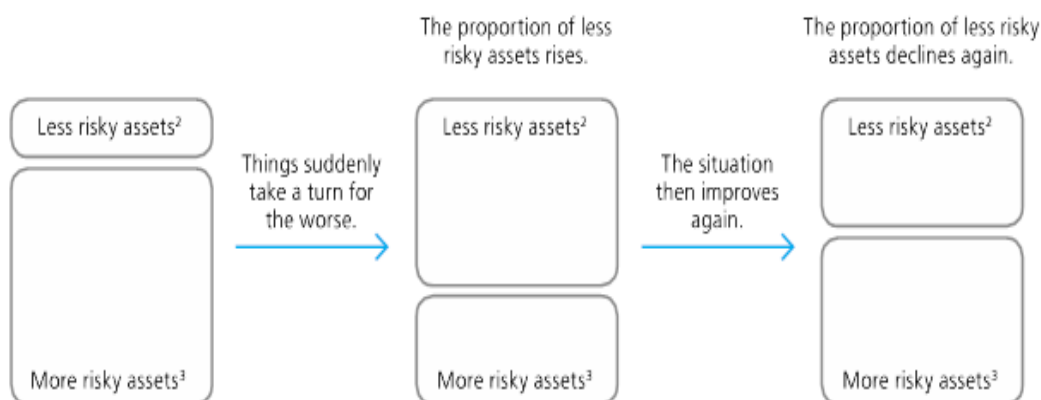 The proportion of less
risky assets rises.
The proportion of less risky
assets declines again.
Less risky assets²
Things suddenly
take a turn for
the worse.
Less risky assets²
The situation
then improves
again.
Less risky assets²
More risky assets³
More risky assets³
More risky assets³